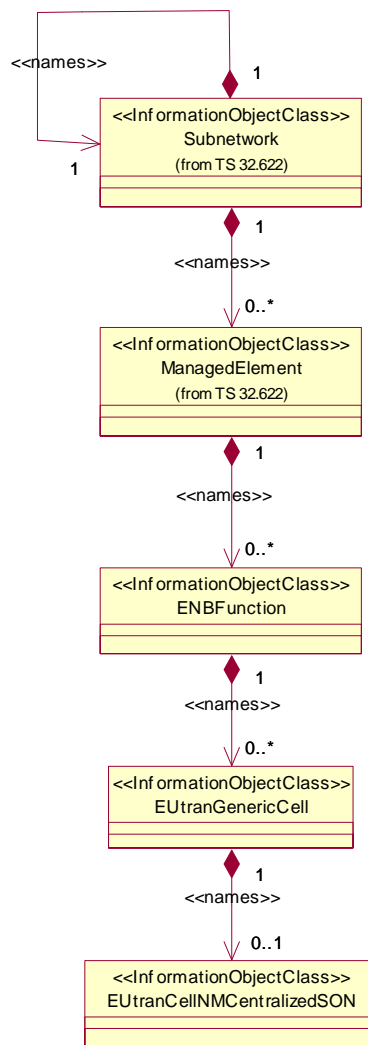 <<names>>
1
1
<<InformationObjectClass>>
Subnetwork
(from TS 32.622)
1
<<names>>
0..*
<<InformationObjectClass>>
ManagedElement
(from TS 32.622)
1
<<names>>
0..*
<<InformationObjectClass>>
ENBFunction
1
<<names>>
0..*
<<InformationObjectClass>>
EUtranGenericCell
1
<<names>>
0..1
<<InformationObjectClass>>
EUtranCellNMCentralizedSON